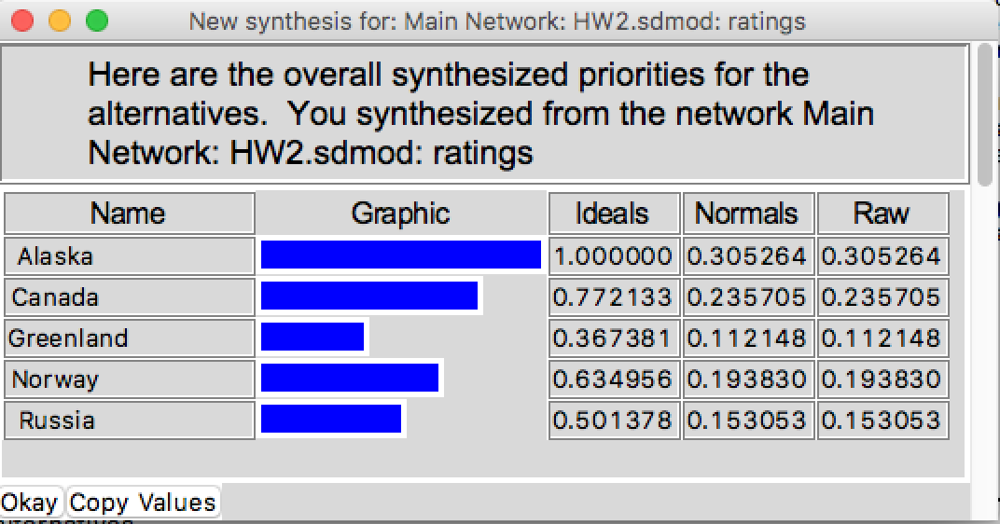 New synthesis for: Main Network: HW2.sdmod: ratings
Here are the overall synthesized priorities for the
alternatives.  You synthesized from the network Main
Network: HW2.sdmod: ratings
Name Graphic Ideals Normals Raw
Alaska 1.000000 0.305264 0.305264
Canada 0.772133 0.235705 0.235705
Greenland 0.367381 0.112148 0.112148
Norway 0.634956 0.193830 0.193830
Russia 0.501378 0.153053 0.153053
Okay Copy Values